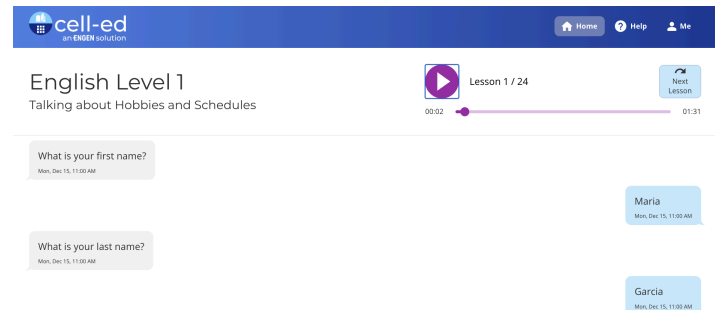 cell-ed
an ENGEN solution
Home
Help
Me
English Level 1
Talking about Hobbies and Schedules
Lesson 1 / 24
Next
Lesson
00:02
01:31
What is your first name?
Mon, Dec 15, 11:00 AM
Maria
Mon, Dec 15, 11:00 AM
What is your last name?
Mon, Dec 15, 11:00 AM
Garcia
Mon, Dec 15, 11:00 AM